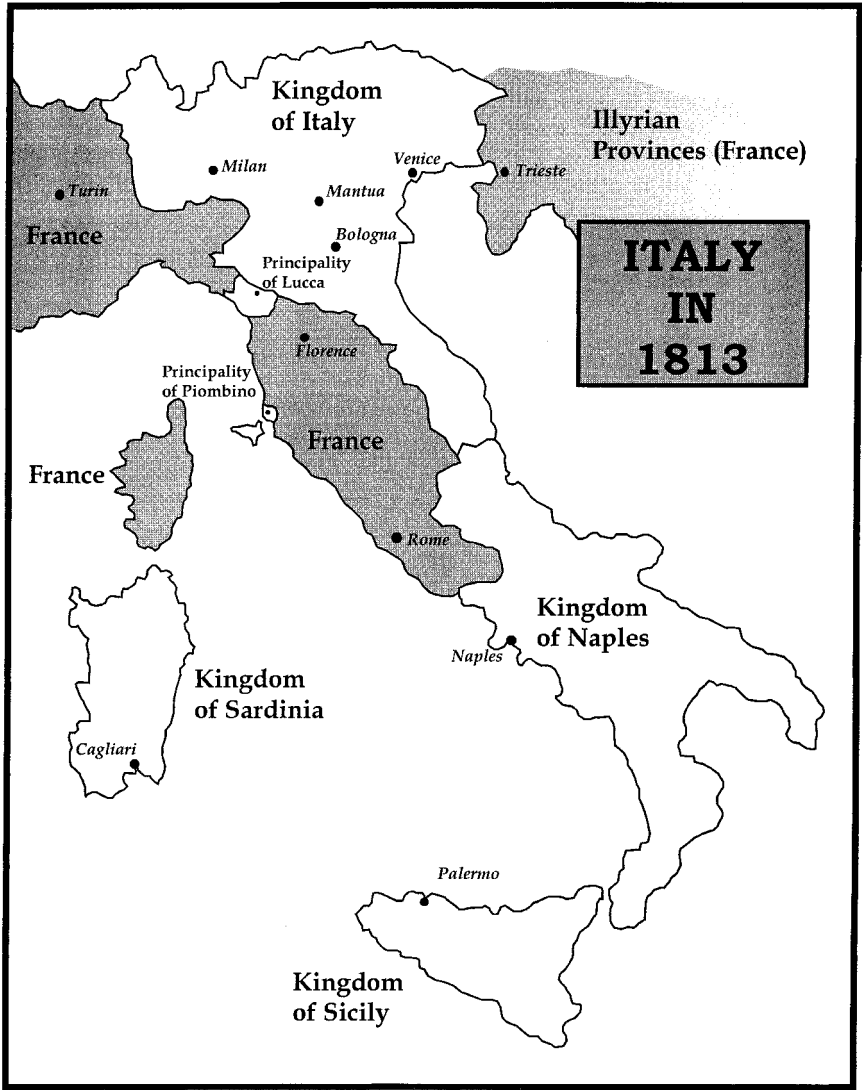 Kingdom
of Italy
Illyrian
Provinces (France)
Milan
Venice
Trieste
Turin
Mantua
France
Bologna
Principality
of Lucca
ITALY
IN
1813
Florence
Principality
of Piombino
France
France
Rome
Kingdom
of Naples
Naples
Kingdom
of Sardinia
Cagliari
Palermo
Kingdom
of Sicily